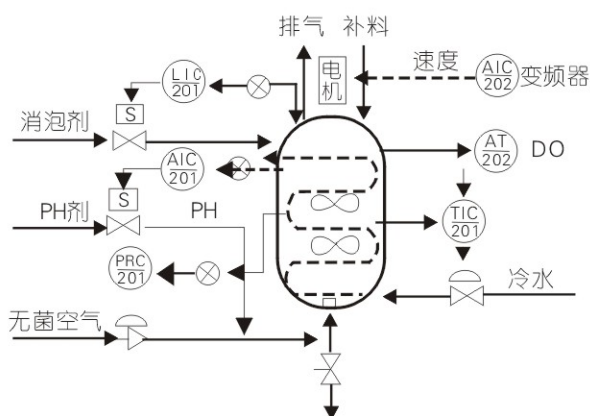 排气 补料
LIC
201
电
机
速度
AIC
202
变频器
S
消泡剂
AT
202
DO
AIC
201
S
PH剂
PH
TIC
201
PRC
201
冷水
无菌空气